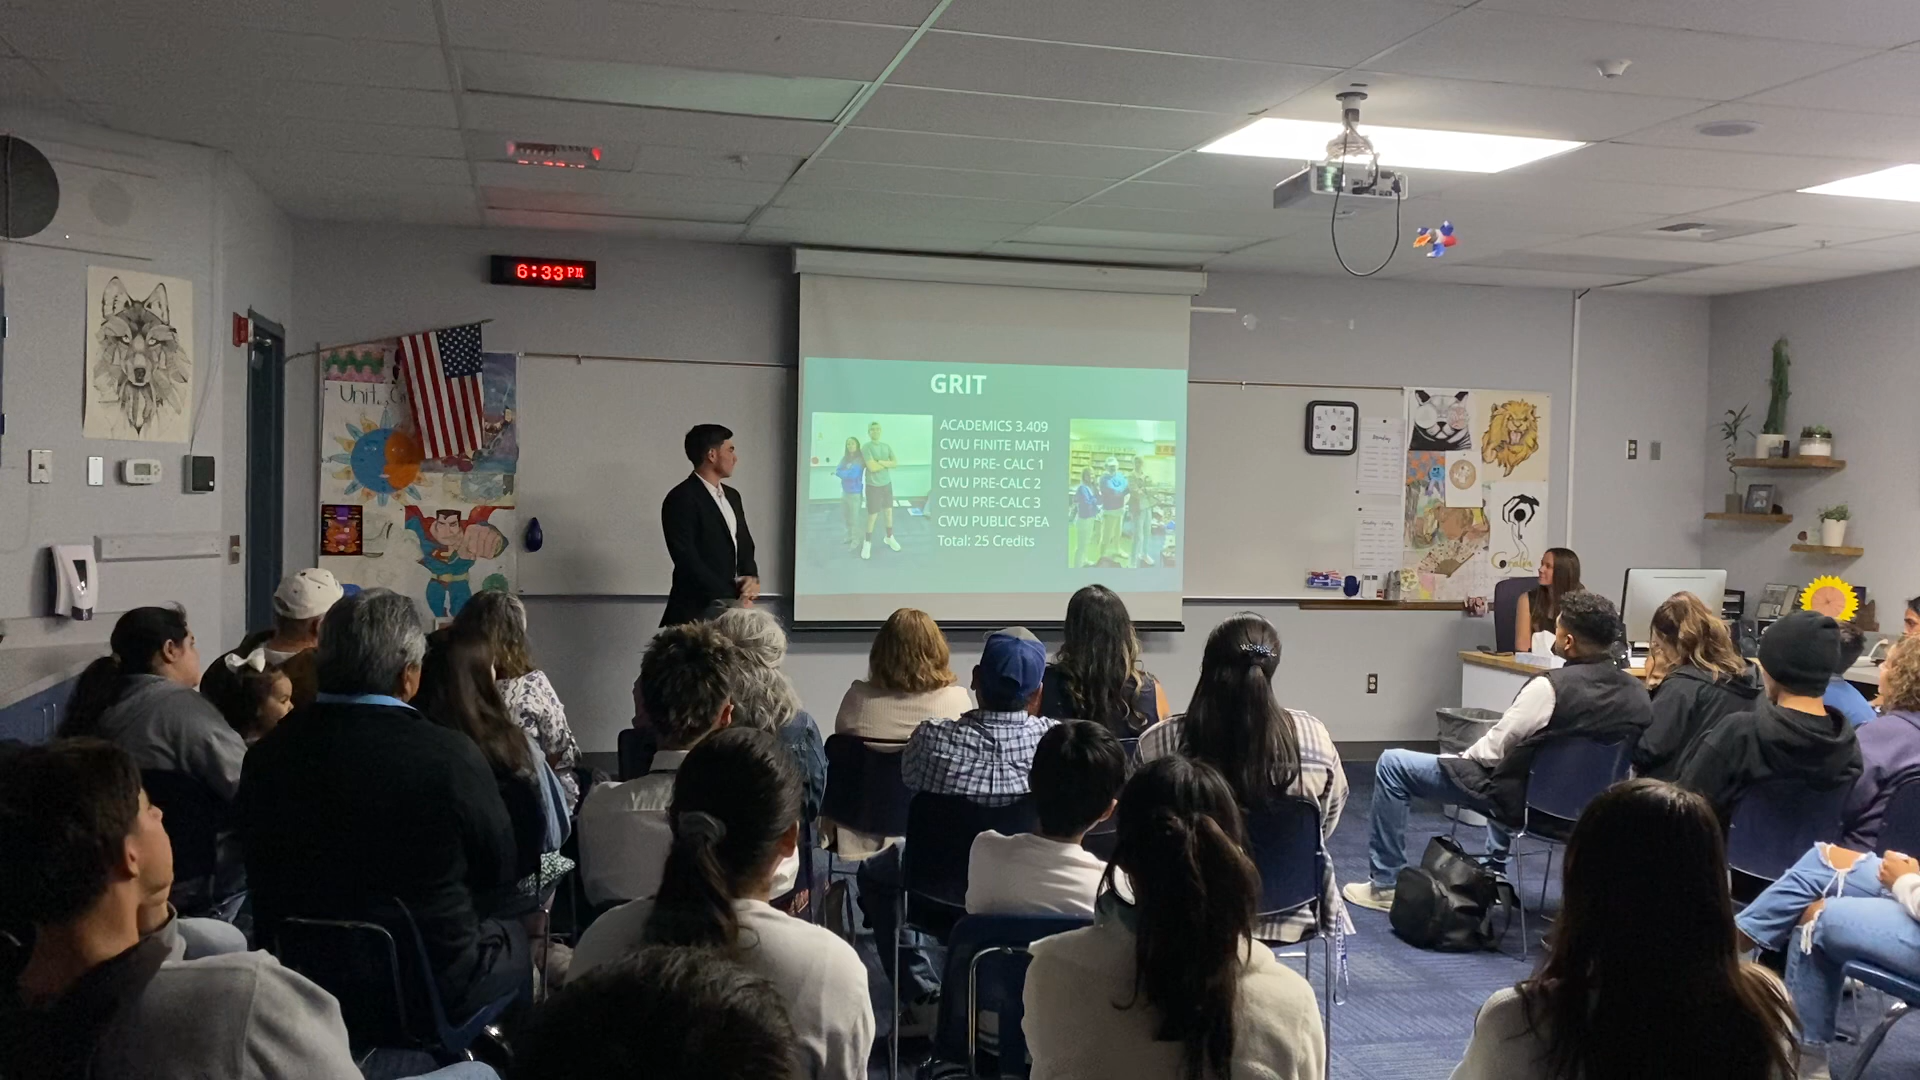 6:33 PM
Unit
GRIT
ACADEMICS 3.409
CWU FINITE MATH
CWU PRE- CALC 1
CWU PRE-CALC 2
CWU PRE-CALC 3
CWU PUBLIC SPEA
Total: 25 Credits